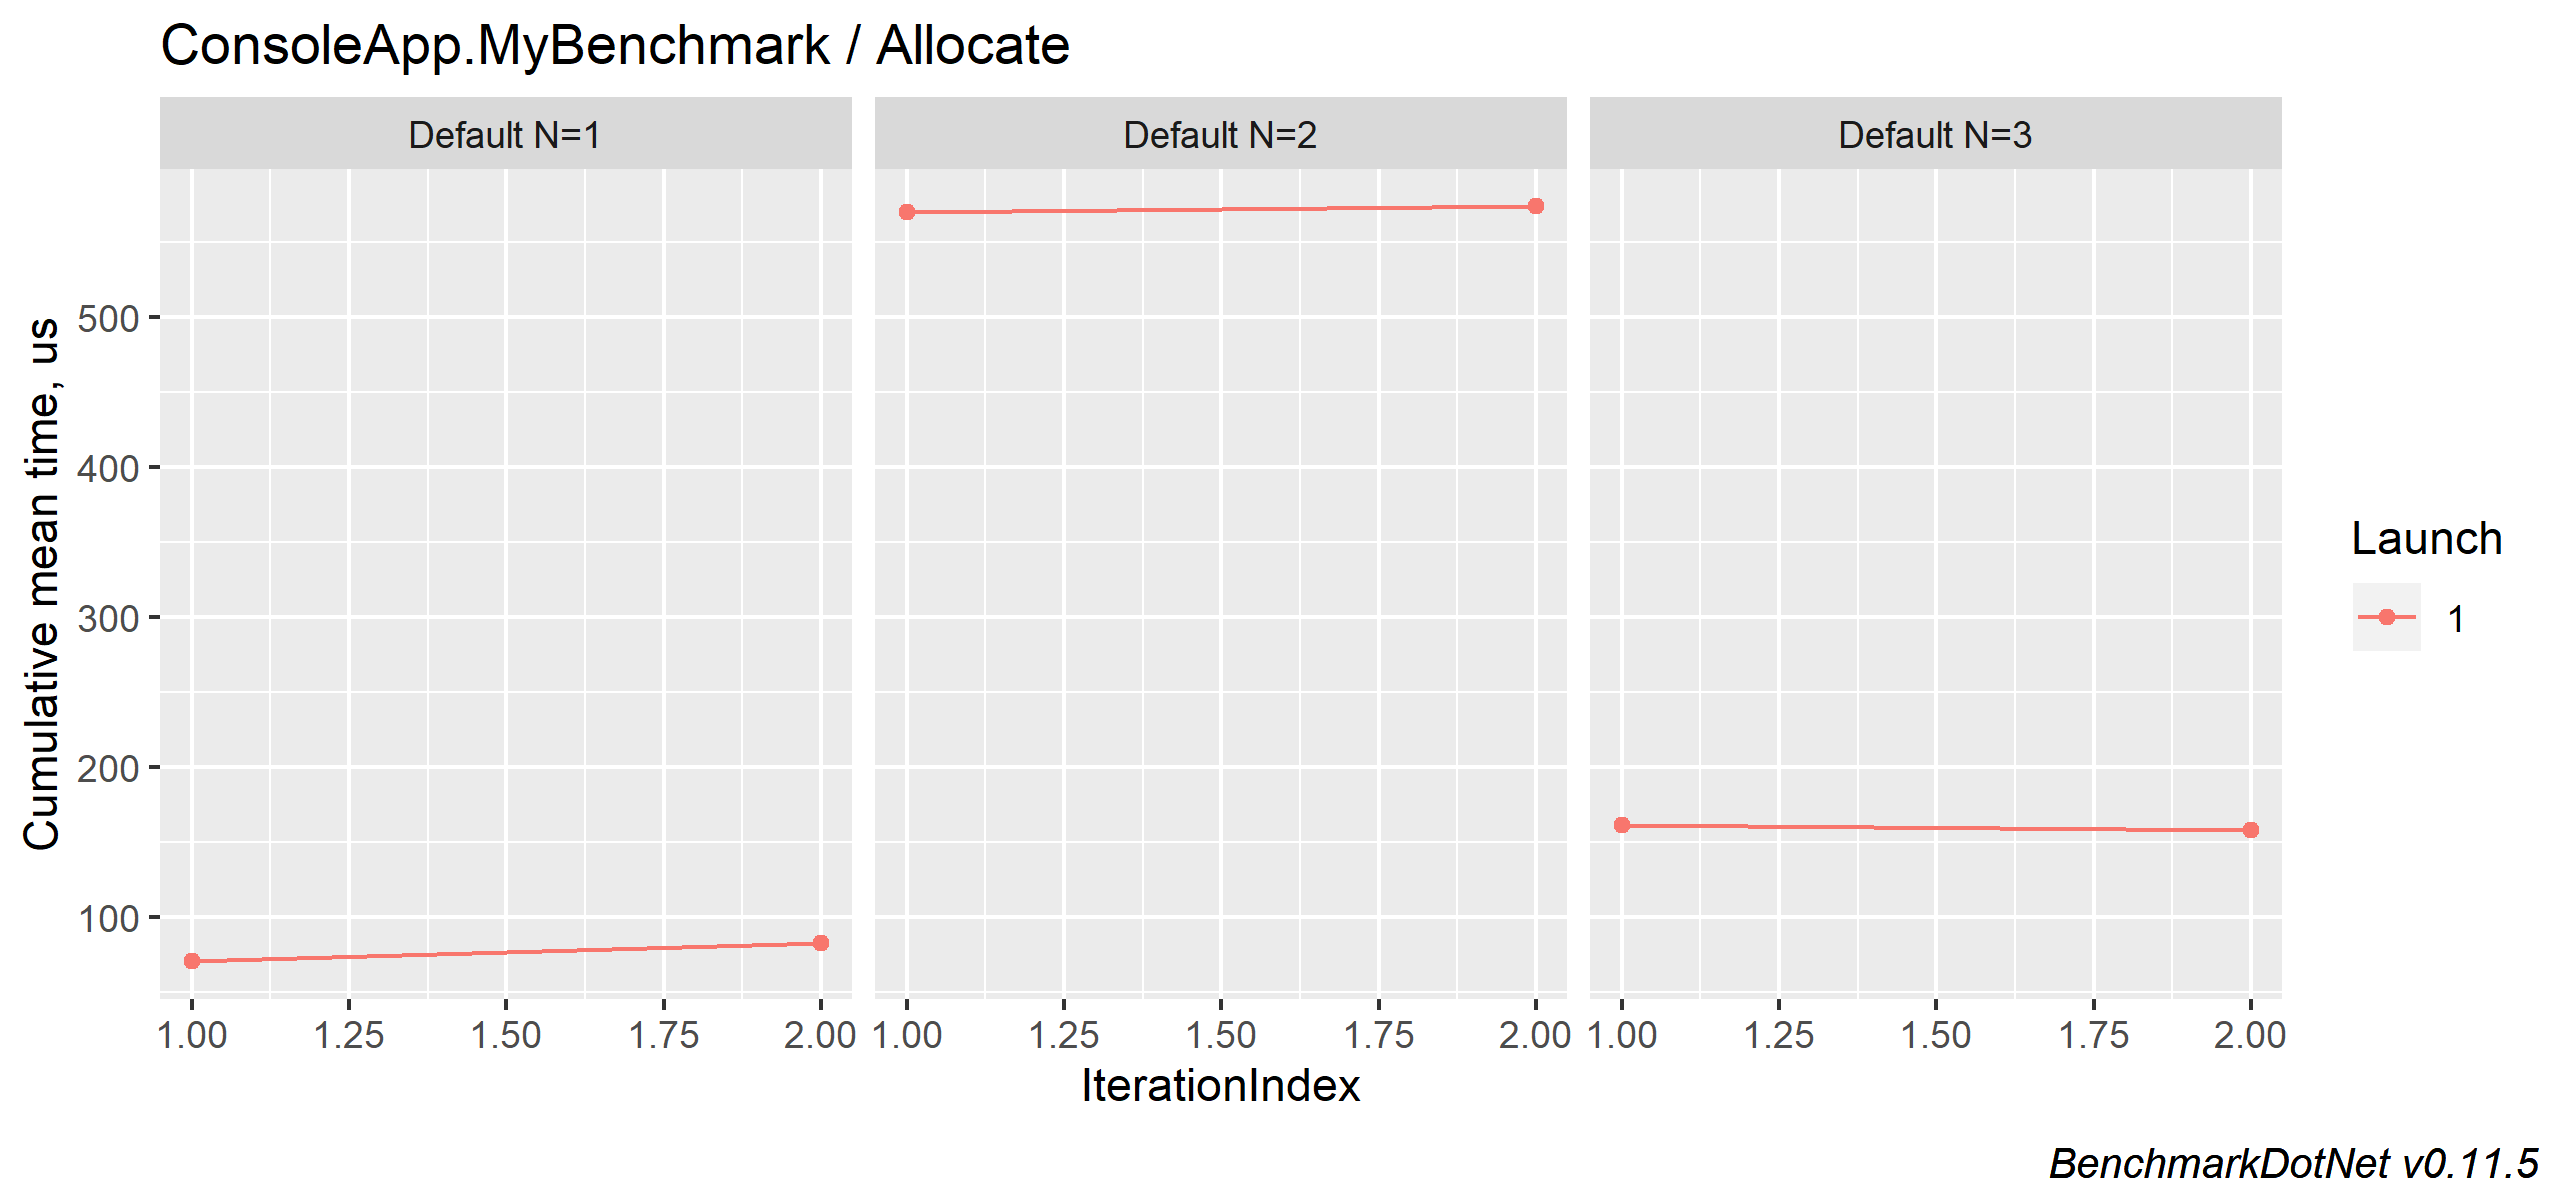 ConsoleApp.MyBenchmark / Allocate
Default N=1
Default N=2
Default N=3
Cumulative mean time, us
500
400
300
200
100
1.00 1.25 1.50 1.75 2.00
1.00 1.25 1.50 1.75 2.00
1.00 1.25 1.50 1.75 2.00
IterationIndex
Launch
1
BenchmarkDotNet v0.11.5